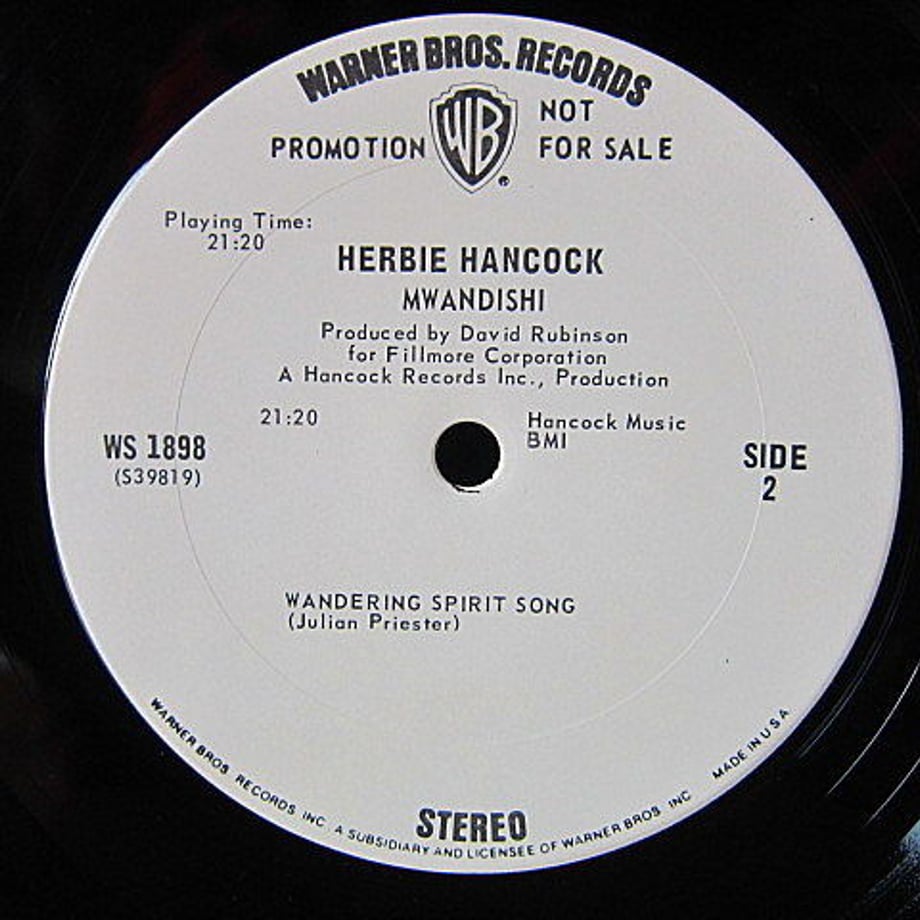 WARNER BROS. RECORDS
PROMOTION WB NOT FOR SALE
Playing Time:
21:20
HERBIE HANCOCK
MWANDISHI
Produced by David Rubinson
for Fillmore Corporation
A Hancock Records Inc., Production
21:20 Hancock Music
BMI
WS 1898
(S39819)
SIDE
2
WANDERING SPIRIT SONG
(Julian Priester)
STEREO
WARNER BROS RECORDS INC A SUBSIDIARY AND LICENSEE OF WARNER BROS INC MADE IN U S A